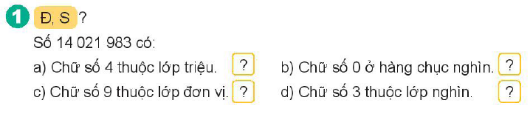 1 Đ, S ?
Số 14 021 983 có:
a) Chữ số 4 thuộc lớp triệu. ? b) Chữ số 0 ở hàng chục nghìn. ?
c) Chữ số 9 thuộc lớp đơn vị. ? d) Chữ số 3 thuộc lớp nghìn. ?